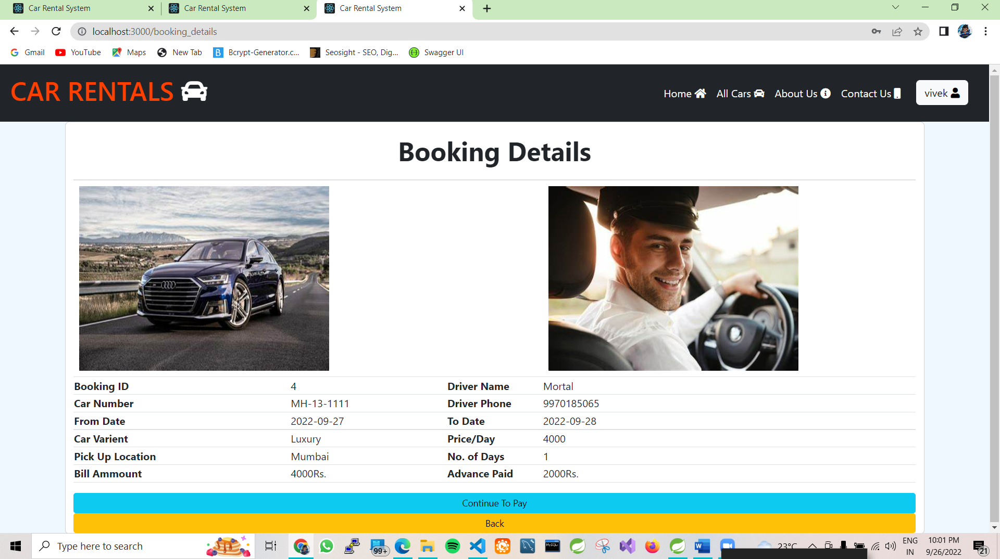 Car Rental System
Car Rental System
Car Rental System
localhost:3000/booking_details
Gmail
YouTube
Maps
New Tab
B
Bcrypt-Generator.c...
Seosight - SEO, Dig...
Swagger UI
CAR RENTALS
Home
All Cars
About Us
Contact Us
vivek
Booking Details
Booking ID 4 Driver Name Mortal
Car Number MH-13-1111 Driver Phone 9970185065
From Date 2022-09-27 To Date 2022-09-28
Car Varient Luxury Price/Day 4000
Pick Up Location Mumbai No. of Days 1
Bill Ammount 4000Rs. Advance Paid 2000Rs.
Continue To Pay
Back
Type here to search
99+
MySQL
W
23°C
ENG
IN
10:01 PM
9/26/2022
21